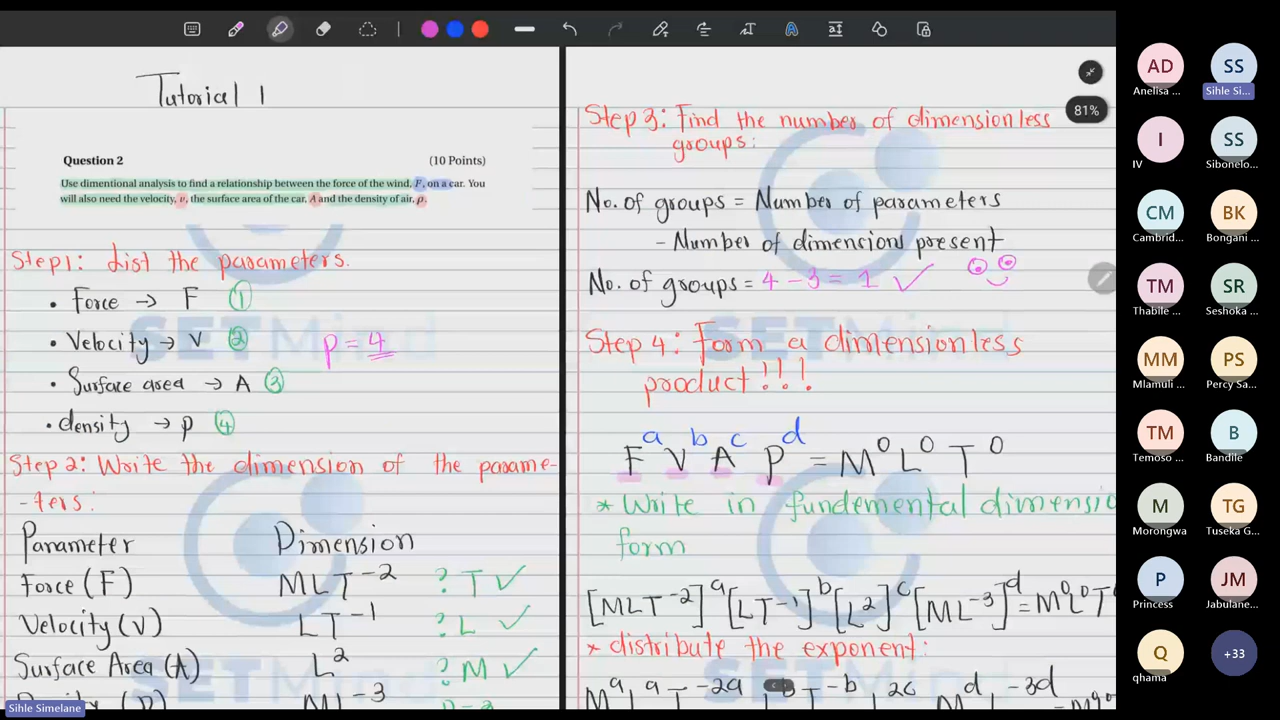 81%
Tutorial 1
Question 2 (10 Points)
Use dimentional analysis to find a relationship between the force of the wind, F, on a car. You
will also need the velocity, v, the surface area of the car, A and the density of air, ρ.
Step1: List the parameters.
• Force → F ①
• Velocity → V ②
p = 4
• Surface area → A ③
• density → ρ ④
Step 2: Write the dimension of the parame-
-ters:
Parameter Dimension
Force (F) MLT⁻² ? T ✓
Velocity (V) LT⁻¹ ? L ✓
Surface Area (A) L² ? M ✓
ML⁻³
Step 3: Find the number of dimensionless
groups:
No. of groups = Number of parameters
- Number of dimensions present
No. of groups = 4 - 3 = 1 ✓
Step 4: Form a dimensionless
product!!!
Fᵃ Vᵇ Aᶜ ρᵈ = M⁰ L⁰ T⁰
* Write in fundemental dimensio
form
[MLT⁻²]ᵃ [LT⁻¹]ᵇ [L²]ᶜ [ML⁻³]ᵈ = M⁰L⁰T⁰
* distribute the exponent:
SETMind
AD
Anelisa ...
SS
Sihle Si...
I
IV
SS
Sibonelo...
CM
Cambrid...
BK
Bongani ...
TM
Thabile ...
SR
Seshoka ...
MM
Mlamuli ...
PS
Percy Sa...
TM
Temoso ...
B
Bandile
M
Morongwa
TG
Tuseka G...
P
Princess
JM
Jabulane...
Q
qhama
+33
Sihle Simelane